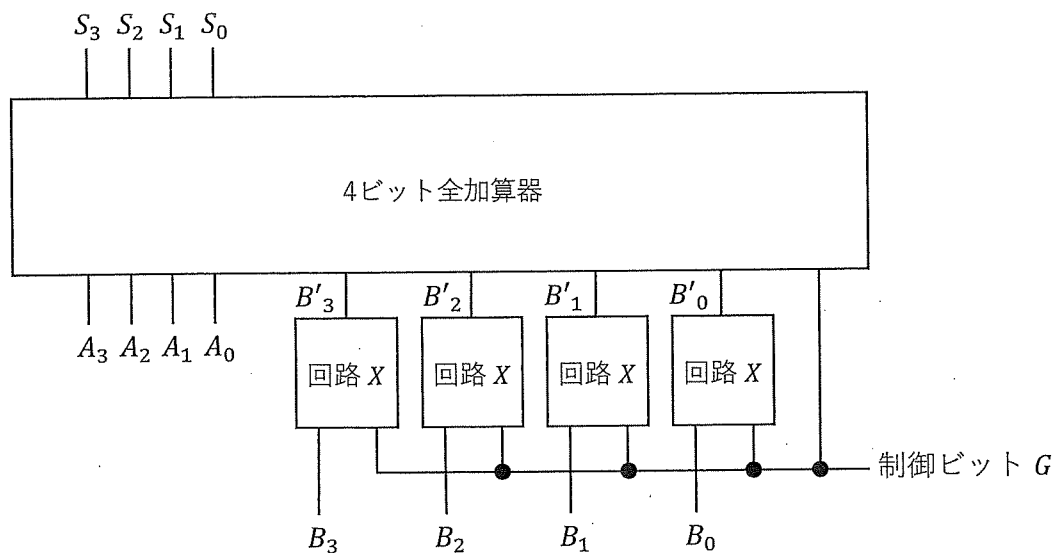 S₃ S₂ S₁ S₀
4ビット全加算器
B'₃ B'₂ B'₁ B'₀
A₃ A₂ A₁ A₀
回路 X 回路 X 回路 X 回路 X
制御ビット G
B₃ B₂ B₁ B₀